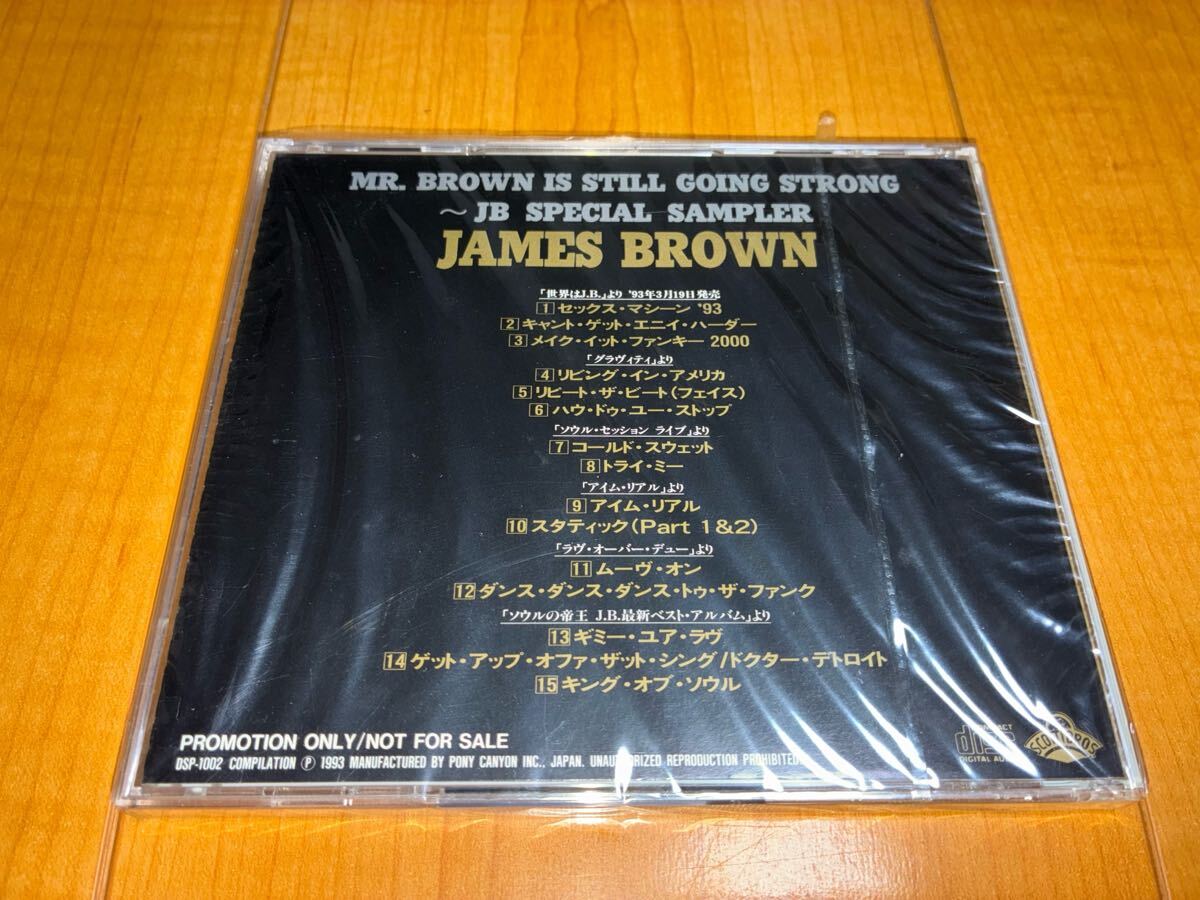 MR. BROWN IS STILL GOING STRONG
～JB SPECIAL SAMPLER
JAMES BROWN
「世界はJ.B.」より '93年3月19日発売
1 セックス・マシーン '93
2 キャント・ゲット・エニイ・ハーダー
3 メイク・イット・ファンキー 2000
「グラヴィティ」より
4 リビング・イン・アメリカ
5 リピート・ザ・ビート(フェイス)
6 ハウ・ドゥ・ユー・ストップ
「ソウル・セッション ライブ」より
7 コールド・スウェット
8 トライ・ミー
「アイム・リアル」より
9 アイム・リアル
10 スタティック(Part 1&2)
「ラヴ・オーバー・デュー」より
11 ムーヴ・オン
12 ダンス・ダンス・ダンス・トゥ・ザ・ファンク
「ソウルの帝王 J.B.最新ベスト・アルバム」より
13 ギミー・ユア・ラヴ
14 ゲット・アップ・オファ・ザット・シング/ドクター・デトロイト
15 キング・オブ・ソウル
PROMOTION ONLY/NOT FOR SALE
DSP-1002 COMPILATION Ⓟ 1993 MANUFACTURED BY PONY CANYON INC., JAPAN. UNAUTHORIZED REPRODUCTION PROHIBITED
COMPACT
disc
DIGITAL AUDIO
SCOTTI BROS